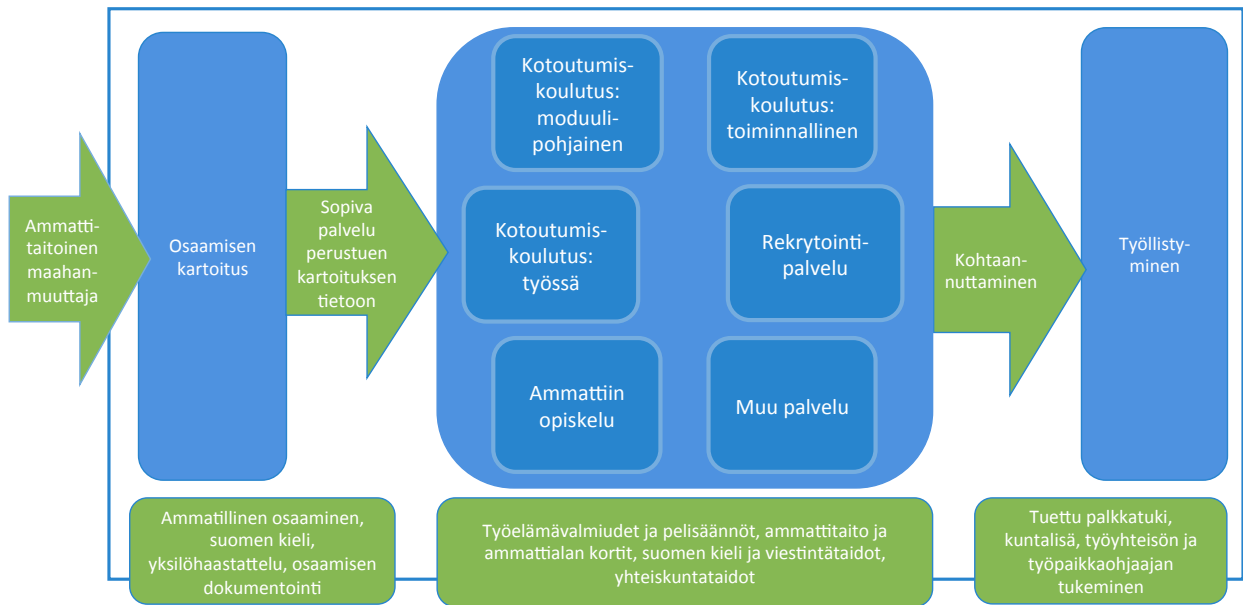 Ammatti-
taitoinen
maahan-
muuttaja
Osaamisen
kartoitus
Sopiva
palvelu
perustuen
kartoituksen
tietoon
Kotoutumis-
koulutus:
moduuli-
pohjainen
Kotoutumis-
koulutus:
toiminnallinen
Kotoutumis-
koulutus:
työssä
Rekrytointi-
palvelu
Ammattiin
opiskelu
Muu palvelu
Kohtaan-
nuttaminen
Työllisty-
minen
Ammatillinen osaaminen,
suomen kieli,
yksilöhaastattelu, osaamisen
dokumentointi
Työelämävalmiudet ja pelisäännöt, ammattitaito ja
ammattialan kortit, suomen kieli ja viestintätaidot,
yhteiskuntataidot
Tuettu palkkatuki,
kuntalisä, työyhteisön ja
työpaikkaohjaajan
tukeminen